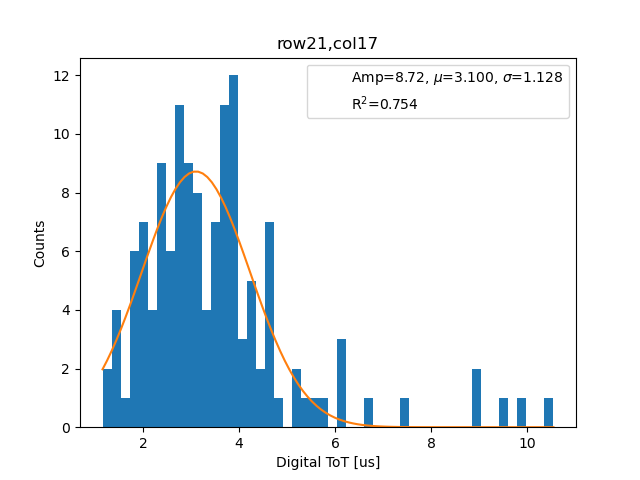 row21,col17
Amp=8.72, μ=3.100, σ=1.128
R²=0.754
Counts
12
10
8
6
4
2
0
2 4 6 8 10
Digital ToT [us]